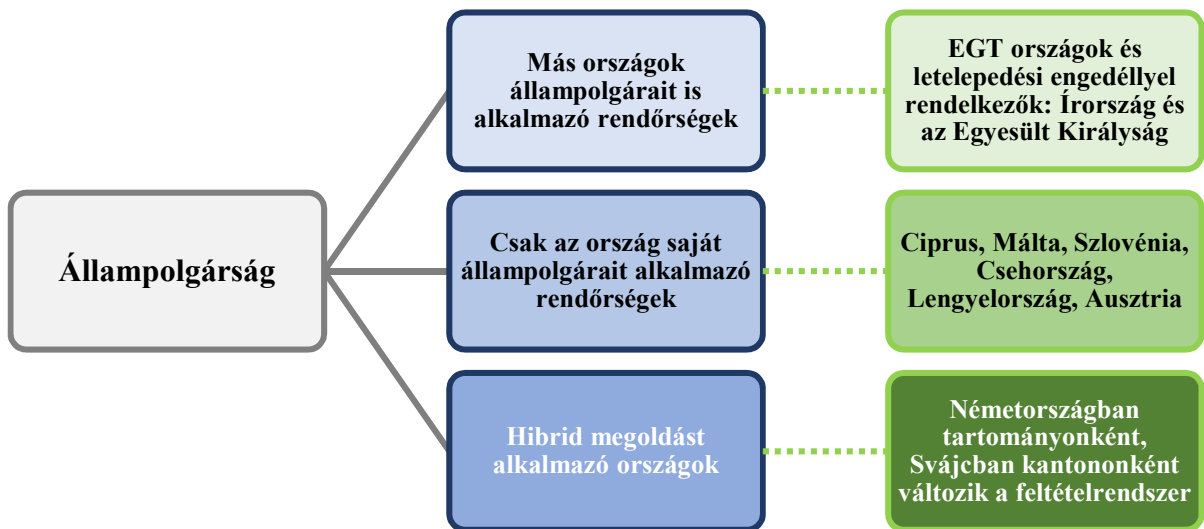 Állampolgárság
Más országok
állampolgárait is
alkalmazó rendőrségek
EGT országok és
letelepedési engedéllyel
rendelkezők: Írország és
az Egyesült Királyság
Csak az ország saját
állampolgárait alkalmazó
rendőrségek
Ciprus, Málta, Szlovénia,
Csehország,
Lengyelország, Ausztria
Hibrid megoldást
alkalmazó országok
Németországban
tartományonként,
Svájcban kantononként
változik a feltételrendszer